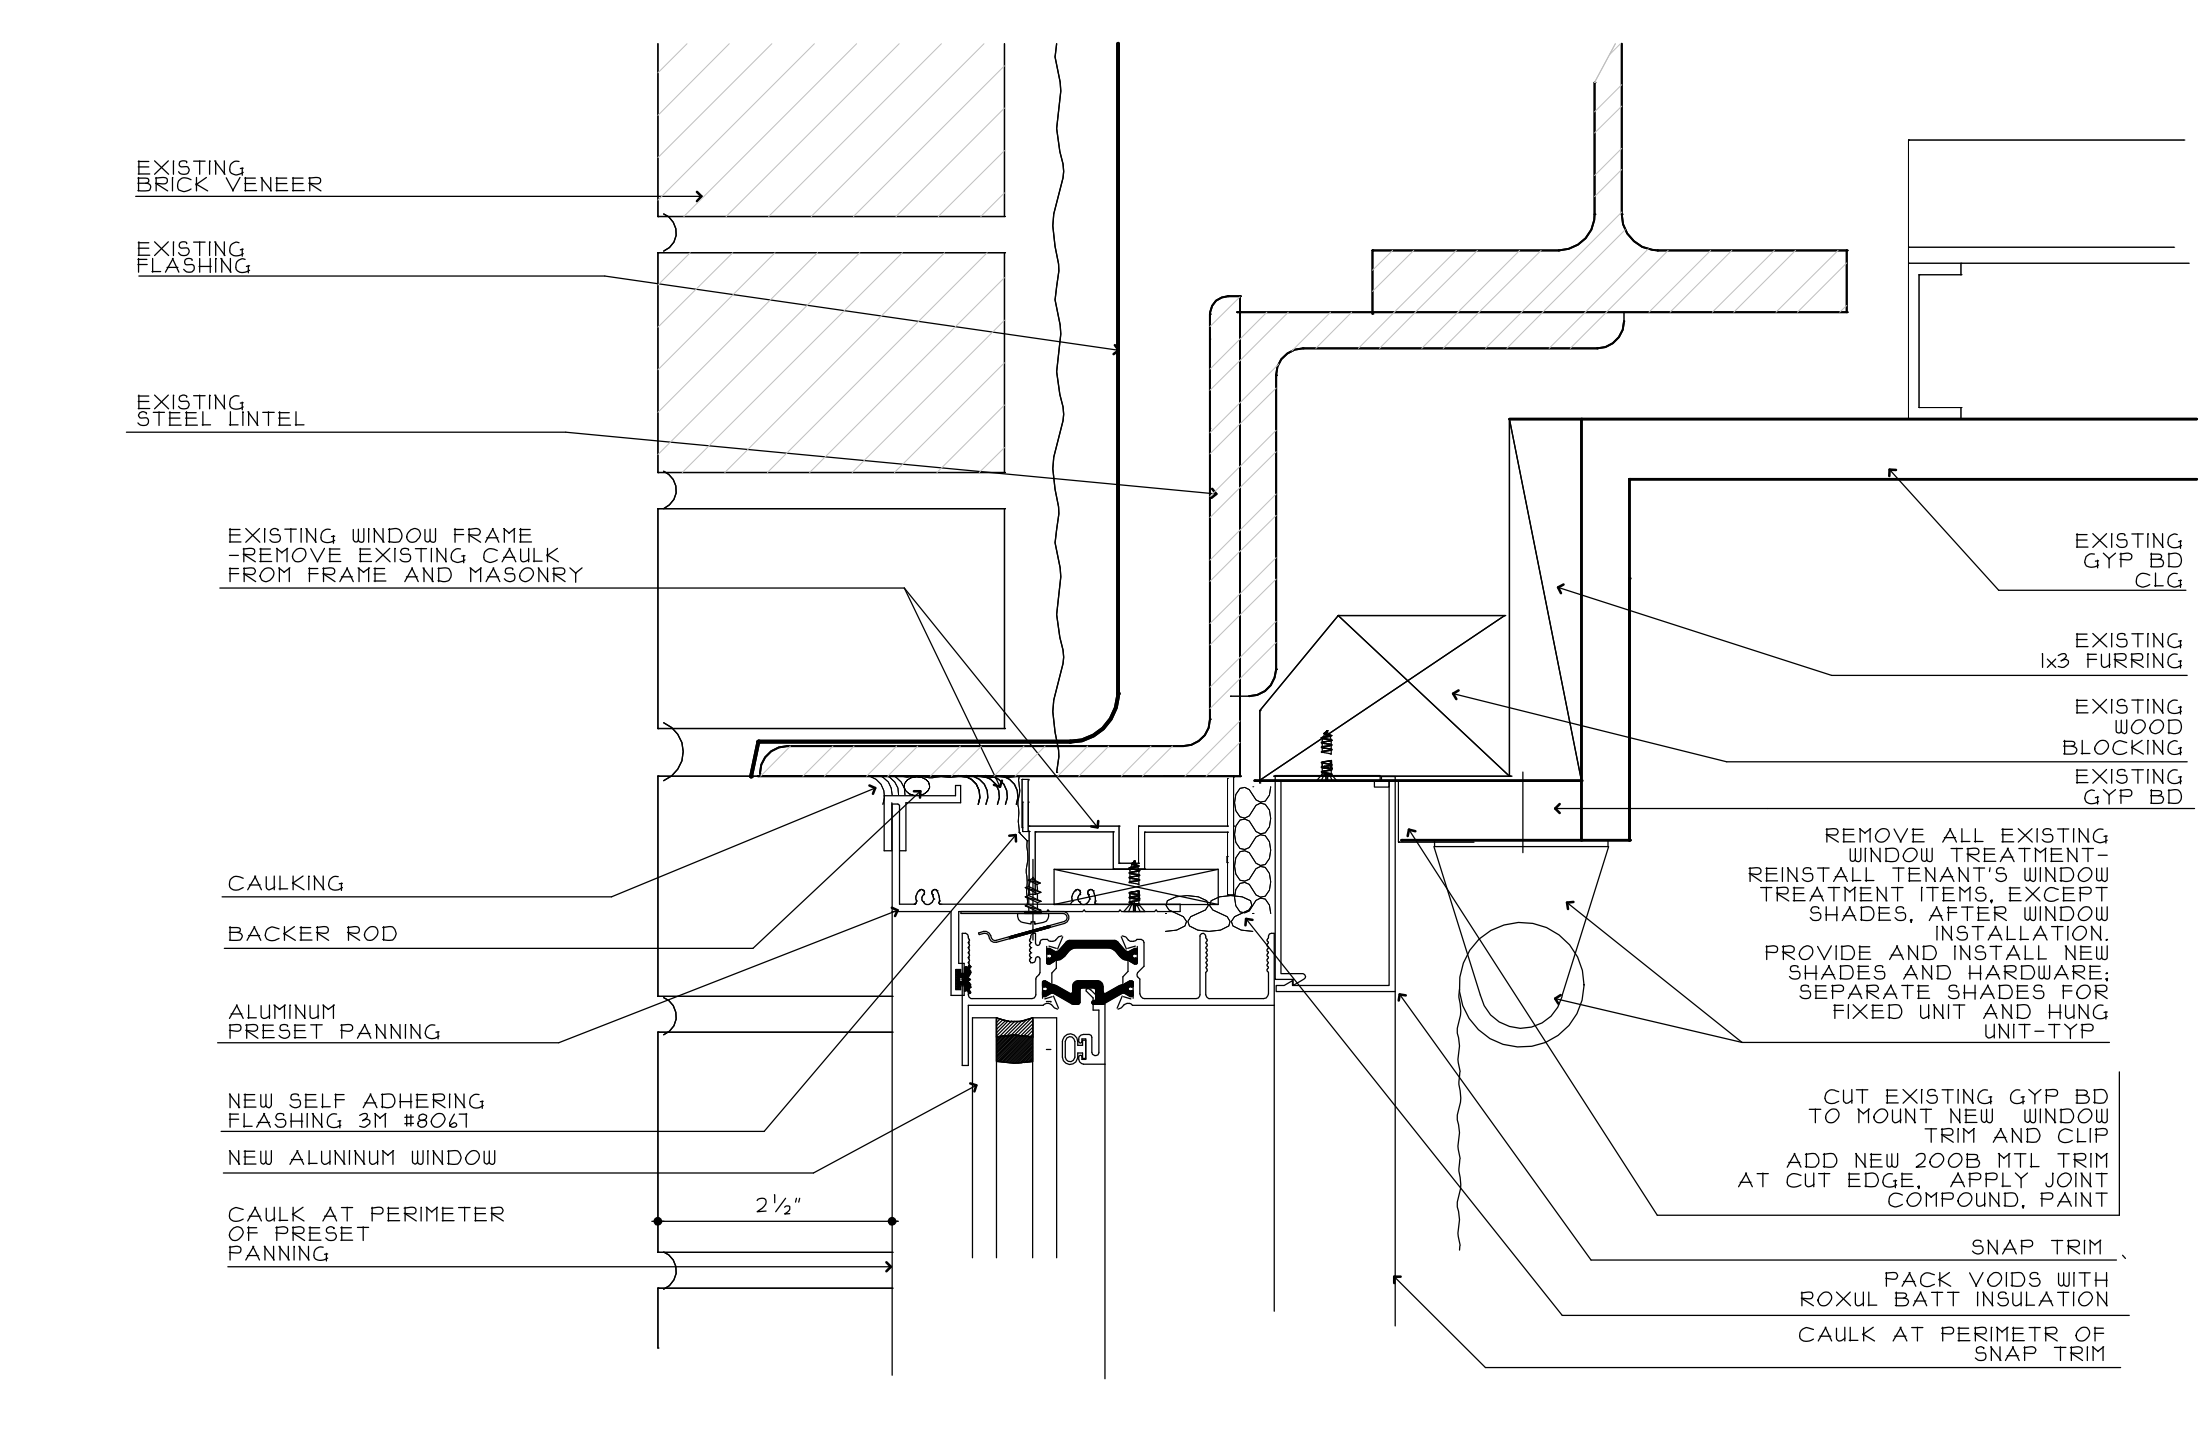 EXISTING
BRICK VENEER
EXISTING
FLASHING
EXISTING
STEEL LINTEL
EXISTING WINDOW FRAME
-REMOVE EXISTING CAULK
FROM FRAME AND MASONRY
CAULKING
BACKER ROD
ALUMINUM
PRESET PANNING
NEW SELF ADHERING
FLASHING 3M #8067
NEW ALUNINUM WINDOW
CAULK AT PERIMETER
OF PRESET
PANNING
2 1/2"
EXISTING
GYP BD
CLG
EXISTING
1x3 FURRING
EXISTING
WOOD
BLOCKING
EXISTING
GYP BD
REMOVE ALL EXISTING
WINDOW TREATMENT-
REINSTALL TENANT'S WINDOW
TREATMENT ITEMS, EXCEPT
SHADES, AFTER WINDOW
INSTALLATION.
PROVIDE AND INSTALL NEW
SHADES AND HARDWARE;
SEPARATE SHADES FOR
FIXED UNIT AND HUNG
UNIT-TYP
CUT EXISTING GYP BD
TO MOUNT NEW WINDOW
TRIM AND CLIP
ADD NEW 200B MTL TRIM
AT CUT EDGE, APPLY JOINT
COMPOUND, PAINT
SNAP TRIM
PACK VOIDS WITH
ROXUL BATT INSULATION
CAULK AT PERIMETR OF
SNAP TRIM